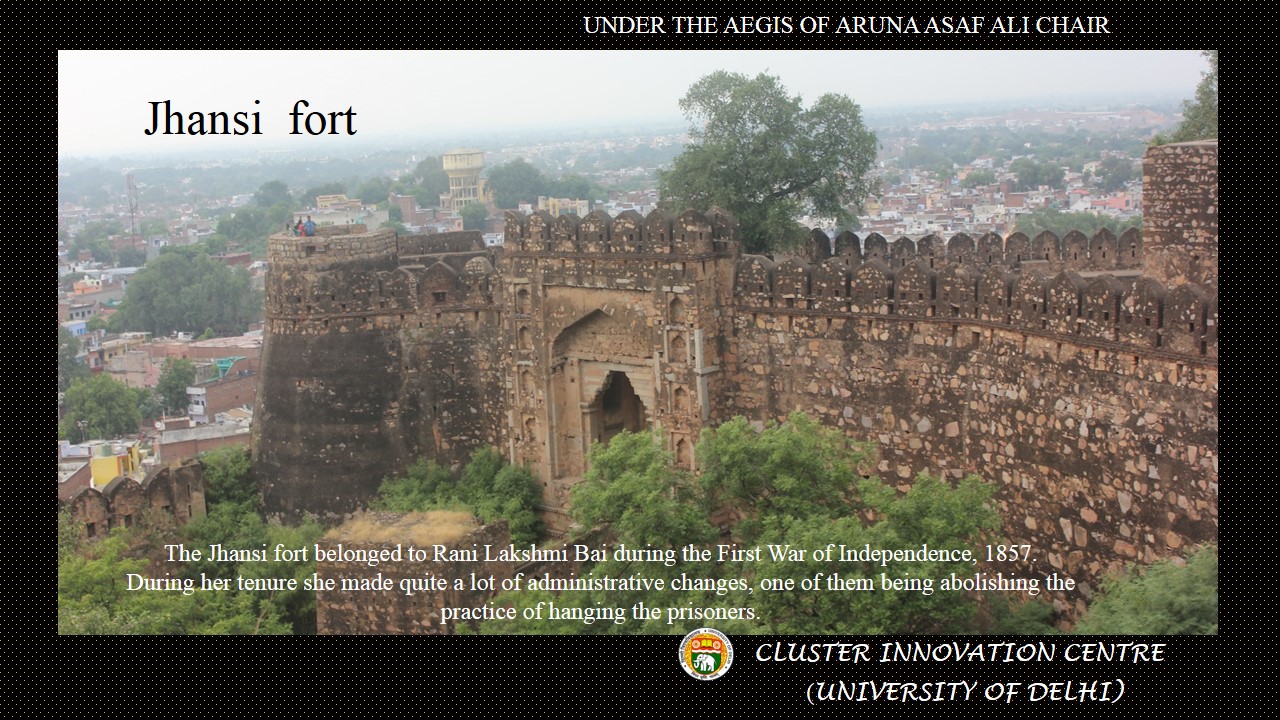 UNDER THE AEGIS OF ARUNA ASAF ALI CHAIR
Jhansi fort
The Jhansi fort belonged to Rani Lakshmi Bai during the First War of Independence, 1857.
During her tenure she made quite a lot of administrative changes, one of them being abolishing the
practice of hanging the prisoners.
CLUSTER INNOVATION CENTRE
(UNIVERSITY OF DELHI)